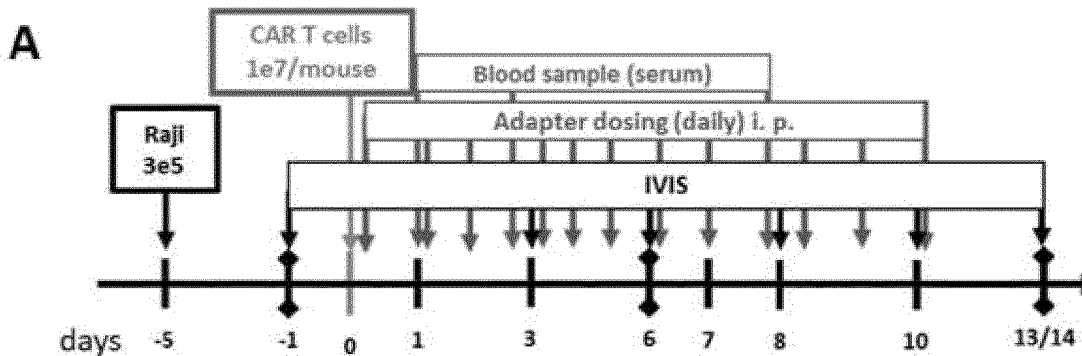 A
CAR T cells
1e7/mouse
Blood sample (serum)
Adapter dosing (daily) i. p.
Raji
3e5
IVIS
days -5 -1 0 1 3 6 7 8 10 13/14